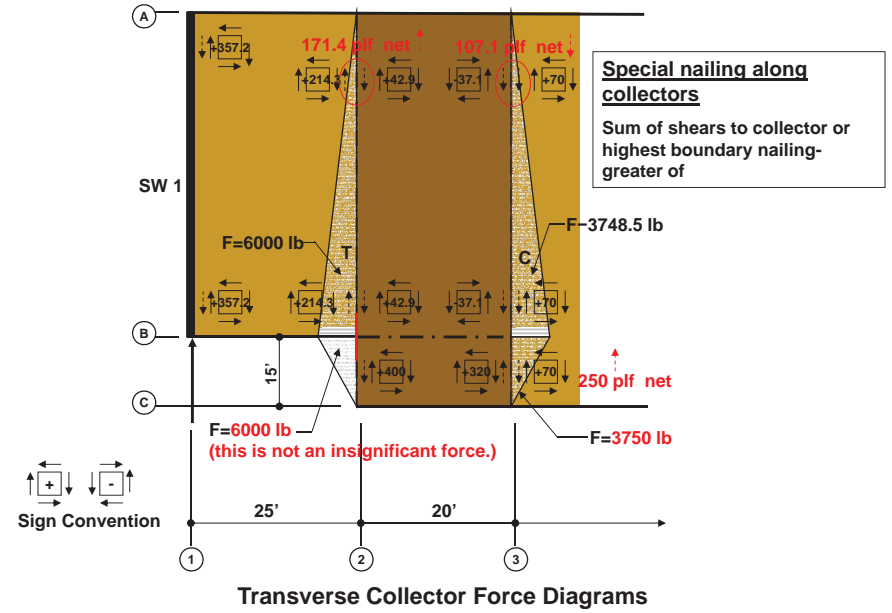 A
171.4 plf net
107.1 plf net
+357.2
+214.3
+42.9
-37.1
+70
Special nailing along
collectors
Sum of shears to collector or
highest boundary nailing-
greater of
SW 1
F=6000 lb
T
C
F=3748.5 lb
+357.2
+214.3
+42.9
-37.1
+70
B
15'
+400
+320
+70
250 plf net
C
F=6000 lb
(this is not an insignificant force.)
F=3750 lb
+
-
Sign Convention
25'
20'
1
2
3
Transverse Collector Force Diagrams